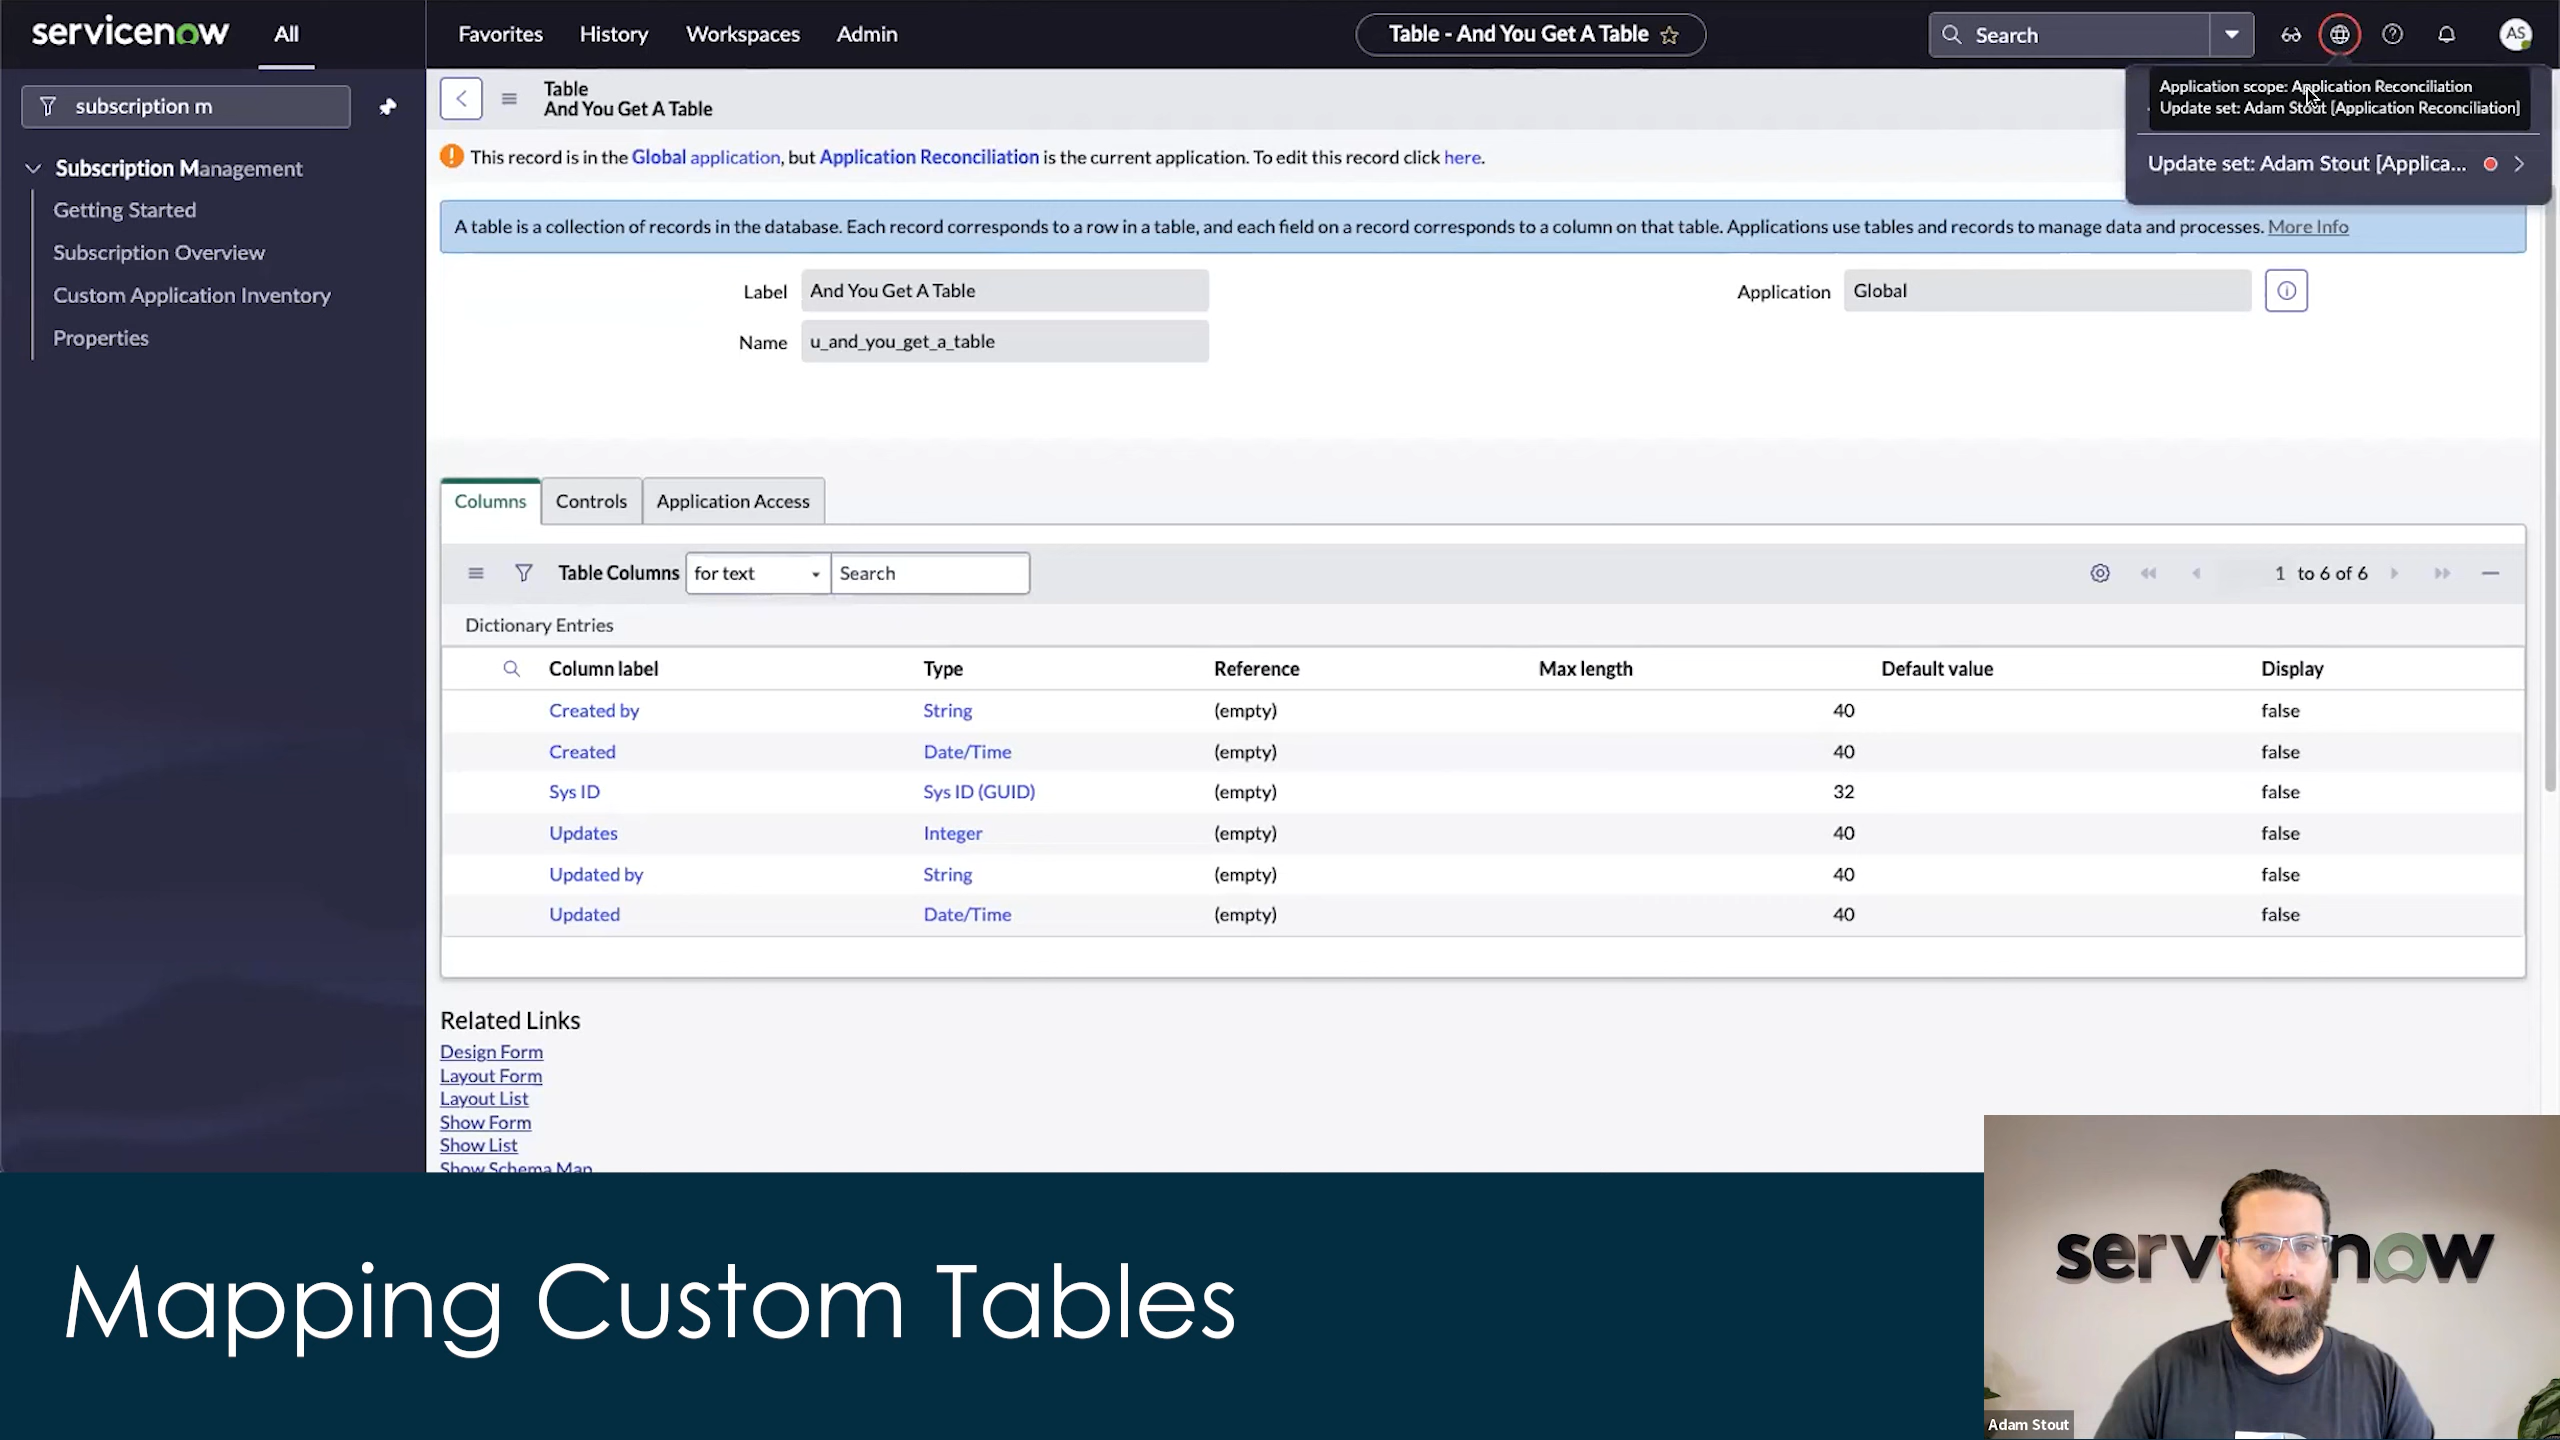 servicenow
All
Favorites
History
Workspaces
Admin
Table - And You Get A Table
Search
AS
subscription m
Subscription Management
Getting Started
Subscription Overview
Custom Application Inventory
Properties
Table
And You Get A Table
Application scope: Application Reconciliation
Update set: Adam Stout [Application Reconciliation]
Update set: Adam Stout [Applica...
This record is in the Global application, but Application Reconciliation is the current application. To edit this record click here.
A table is a collection of records in the database. Each record corresponds to a row in a table, and each field on a record corresponds to a column on that table. Applications use tables and records to manage data and processes. More Info
Label And You Get A Table
Application Global
Name u_and_you_get_a_table
Columns
Controls
Application Access
Table Columns for text Search
1 to 6 of 6
Dictionary Entries
Column label Type Reference Max length Default value Display
Created by String (empty) 40 false
Created Date/Time (empty) 40 false
Sys ID Sys ID (GUID) (empty) 32 false
Updates Integer (empty) 40 false
Updated by String (empty) 40 false
Updated Date/Time (empty) 40 false
Related Links
Design Form
Layout Form
Layout List
Show Form
Show List
Show Schema Map
Mapping Custom Tables
serv now
Adam Stout